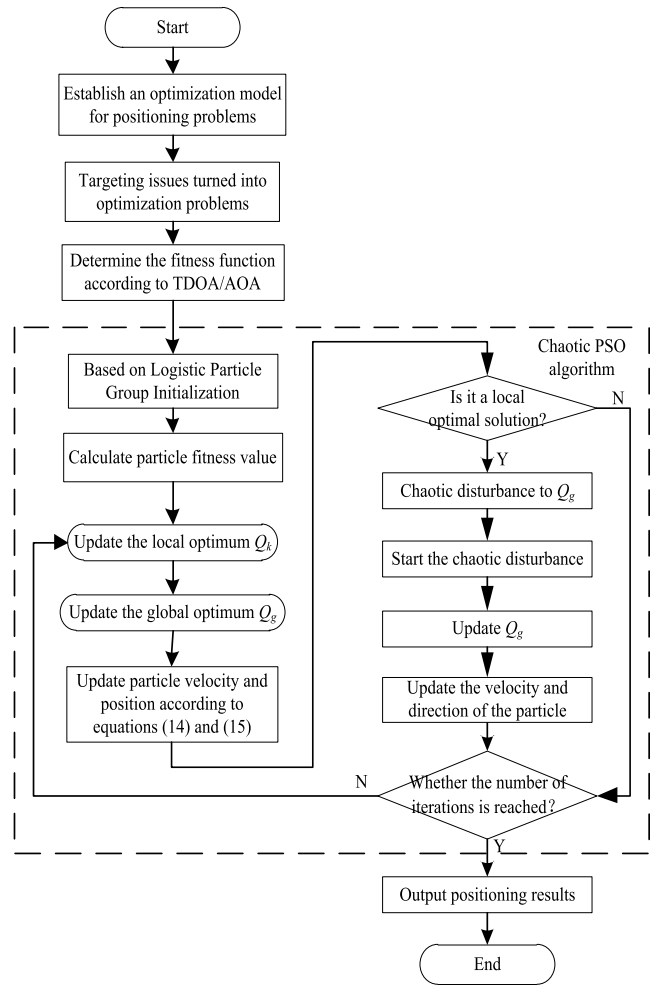 Start
Establish an optimization model
for positioning problems
Targeting issues turned into
optimization problems
Determine the fitness function
according to TDOA/AOA
Based on Logistic Particle
Group Initialization
Calculate particle fitness value
Update the local optimum Qk
Update the global optimum Qg
Update particle velocity and
position according to
equations (14) and (15)
Chaotic PSO
algorithm
Is it a local
optimal solution?
N
Y
Chaotic disturbance to Qg
Start the chaotic disturbance
Update Qg
Update the velocity and
direction of the particle
Whether the number of
iterations is reached?
N
Y
Output positioning results
End